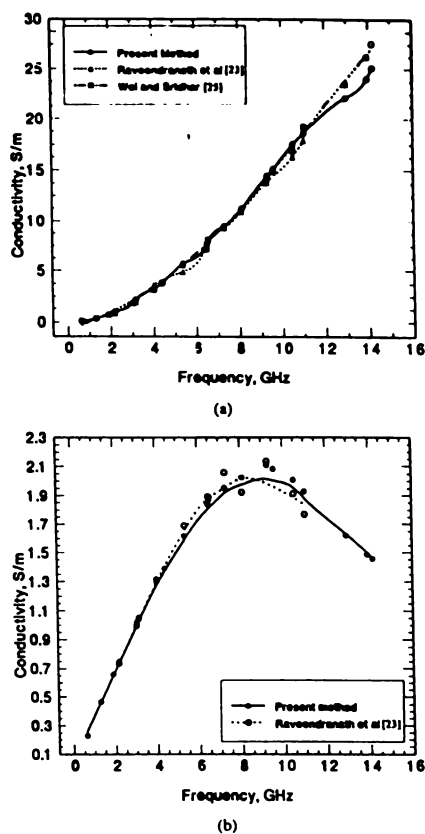 30
25
20
15
10
5
0
Conductivity, S/m
Present Method
Raveendranath et al [23]
Wei and Sridhar [25]
0 2 4 6 8 10 12 14 16
Frequency, GHz
(a)
2.3
2.1
1.9
1.7
1.5
1.3
1.1
0.9
0.7
0.5
0.3
0.1
Conductivity, S/m
Present method
Raveendranath et al [23]
0 2 4 6 8 10 12 14 16
Frequency, GHz
(b)